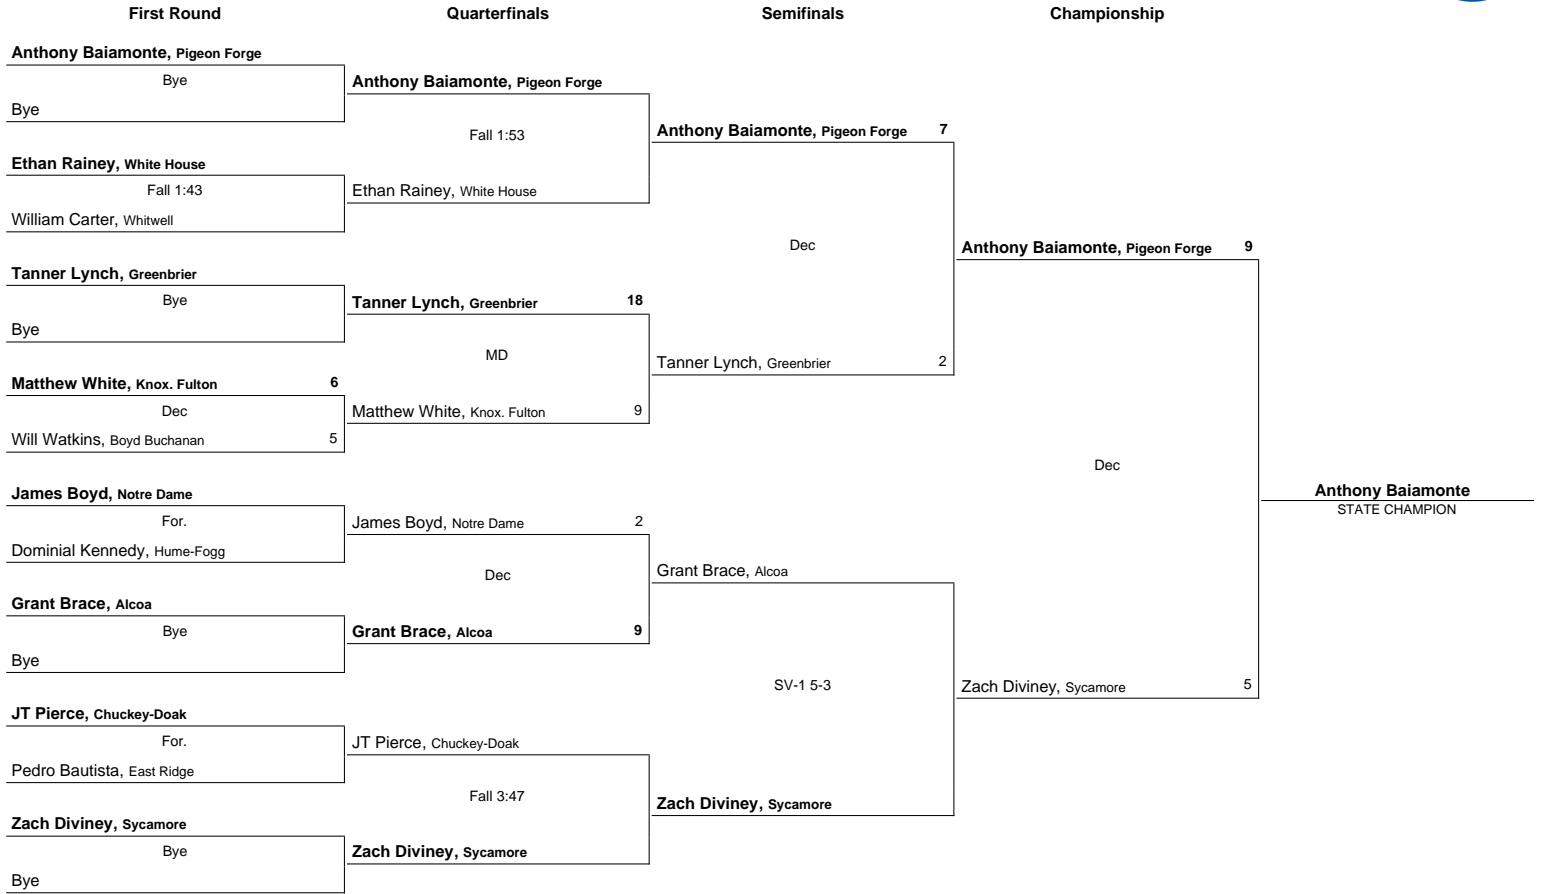 First Round Quarterfinals Semifinals Championship
Anthony Baiamonte, Pigeon Forge
Bye
Bye
Ethan Rainey, White House
Fall 1:43
William Carter, Whitwell
Tanner Lynch, Greenbrier
Bye
Bye
Matthew White, Knox. Fulton 6
Dec
Will Watkins, Boyd Buchanan 5
James Boyd, Notre Dame
For.
Dominial Kennedy, Hume-Fogg
Grant Brace, Alcoa
Bye
Bye
JT Pierce, Chuckey-Doak
For.
Pedro Bautista, East Ridge
Zach Diviney, Sycamore
Bye
Bye
Anthony Baiamonte, Pigeon Forge
Fall 1:53
Ethan Rainey, White House
Tanner Lynch, Greenbrier 18
MD
Matthew White, Knox. Fulton 9
James Boyd, Notre Dame 2
Dec
Grant Brace, Alcoa 9
JT Pierce, Chuckey-Doak
Fall 3:47
Zach Diviney, Sycamore
Anthony Baiamonte, Pigeon Forge 7
Dec
Tanner Lynch, Greenbrier 2
Grant Brace, Alcoa
SV-1 5-3
Zach Diviney, Sycamore
Anthony Baiamonte, Pigeon Forge 9
Dec
Zach Diviney, Sycamore 5
Anthony Baiamonte
STATE CHAMPION